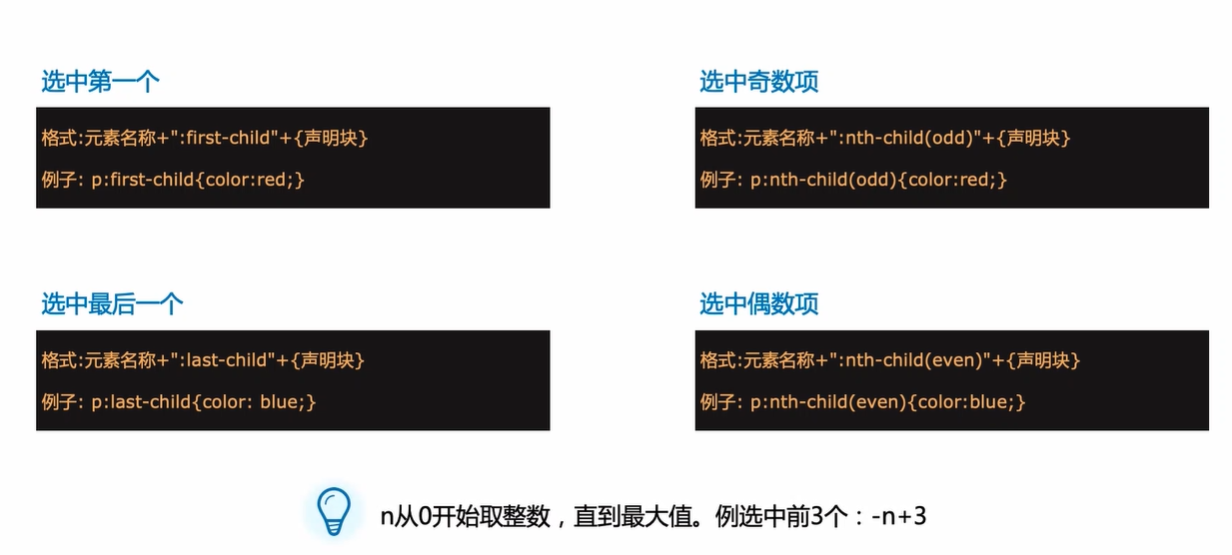 选中第一个
格式:元素名称+":first-child"+{声明块}
例子: p:first-child{color:red;}
选中奇数项
格式:元素名称+":nth-child(odd)"+{声明块}
例子: p:nth-child(odd){color:red;}
选中最后一个
格式:元素名称+":last-child"+{声明块}
例子: p:last-child{color: blue;}
选中偶数项
格式:元素名称+":nth-child(even)"+{声明块}
例子: p:nth-child(even){color:blue;}
n从0开始取整数，直到最大值。例选中前3个：-n+3